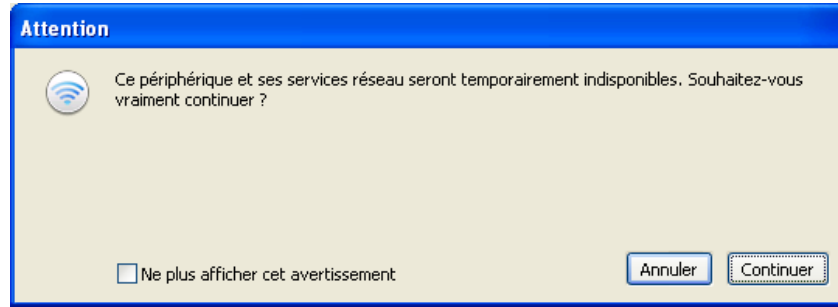 Attention
Ce périphérique et ses services réseau seront temporairement indisponibles. Souhaitez-vous
vraiment continuer ?
Ne plus afficher cet avertissement
Annuler
Continuer